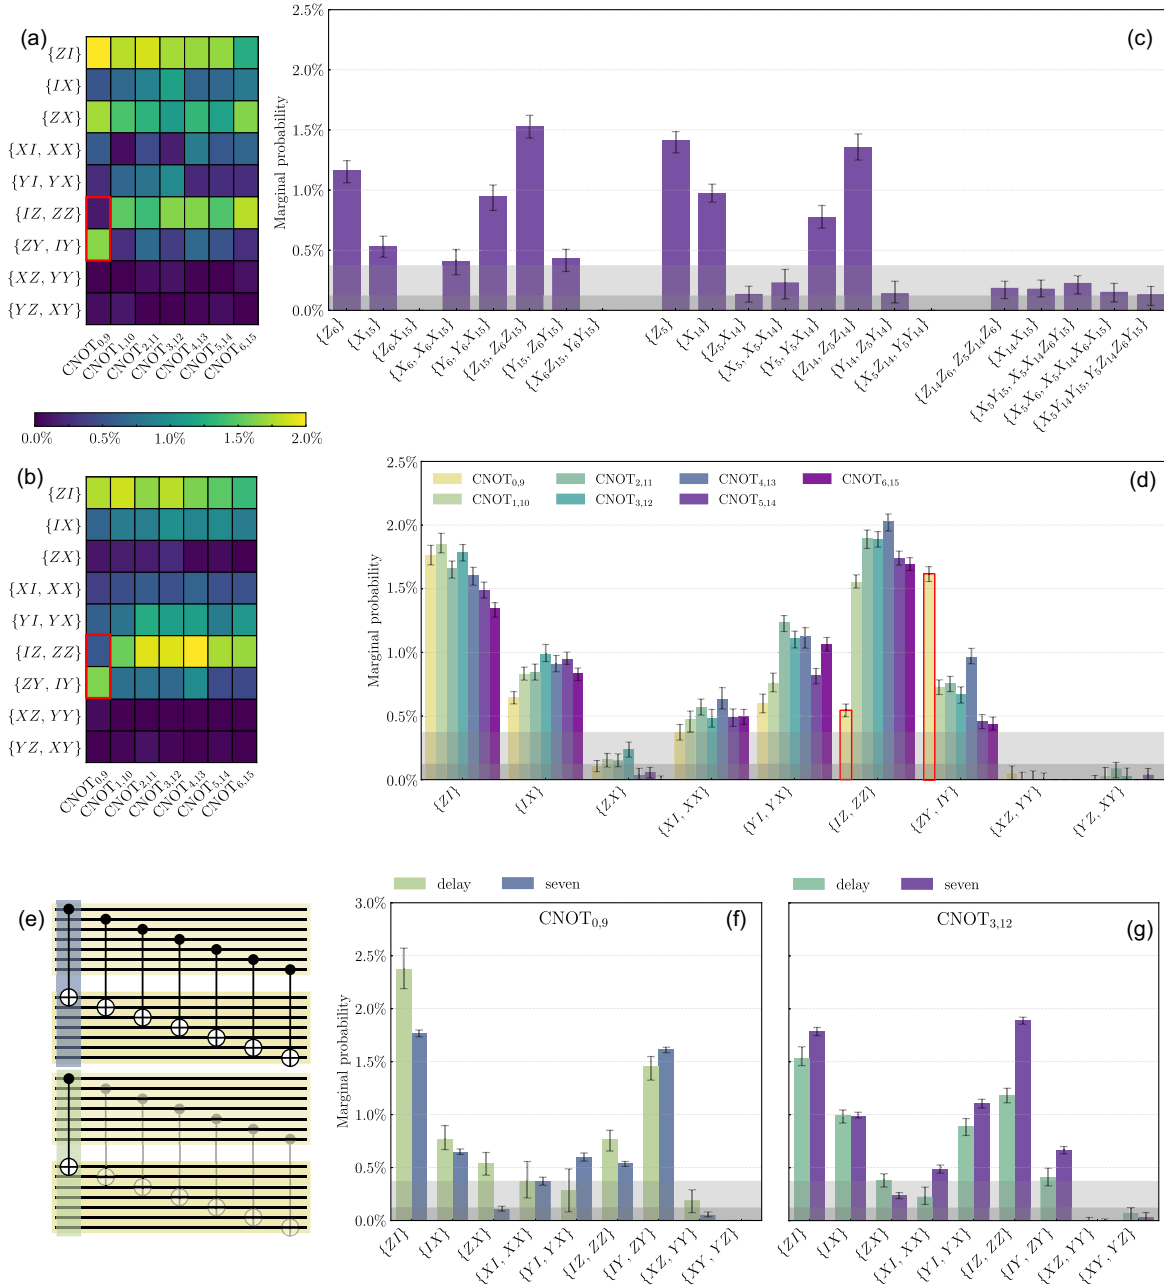 (a)
{ZI}
{IX}
{ZX}
{XI, XX}
{YI, YX}
{IZ, ZZ}
{ZY, IY}
{XZ, YY}
{YZ, XY}
CNOT0,9
CNOT1,10
CNOT2,11
CNOT3,12
CNOT4,13
CNOT5,14
CNOT6,15
0.0% 0.5% 1.0% 1.5% 2.0%
(c)
Marginal probability
2.5%
2.0%
1.5%
1.0%
0.5%
0.0%
{Z6}
{X15}
{Z6X15}
{X6, X6X15}
{Y6, Y6X15}
{Z15, Z6Z15}
{Y15, Z6Y15}
{X6Z15, Y6Y15}
{Z5}
{X14}
{Z5X14}
{X5, X5X14}
{Y5, Y5X14}
{Z14, Z5Z14}
{Y14, Z5Y14}
{X5Z14, Y5Y14}
{Z14Z6, Z5Z14Z6}
{X14X15}
{X5Y15, X5X14Z6Y15}
{X5X6, X5X14X6X15}
{X5Y14Y15, Y5Z14Z6Y15}
(b)
{ZI}
{IX}
{ZX}
{XI, XX}
{YI, YX}
{IZ, ZZ}
{ZY, IY}
{XZ, YY}
{YZ, XY}
CNOT0,9
CNOT1,10
CNOT2,11
CNOT3,12
CNOT4,13
CNOT5,14
CNOT6,15
(d)
CNOT0,9 CNOT2,11 CNOT4,13 CNOT6,15
CNOT1,10 CNOT3,12 CNOT5,14
Marginal probability
2.5%
2.0%
1.5%
1.0%
0.5%
0.0%
{ZI}
{IX}
{ZX}
{XI, XX}
{YI, YX}
{IZ, ZZ}
{ZY, IY}
{XZ, YY}
{YZ, XY}
(e)
delay seven
(f)
CNOT0,9
Marginal probability
3.0%
2.5%
2.0%
1.5%
1.0%
0.5%
0.0%
{ZI}
{IX}
{ZX}
{XI, XX}
{YI, YX}
{IZ, ZZ}
{IY, ZY}
{XZ, YY}
{XY, YZ}
delay seven
(g)
CNOT3,12
{ZI}
{IX}
{ZX}
{XI, XX}
{YI, YX}
{IZ, ZZ}
{IY, ZY}
{XZ, YY}
{XY, YZ}